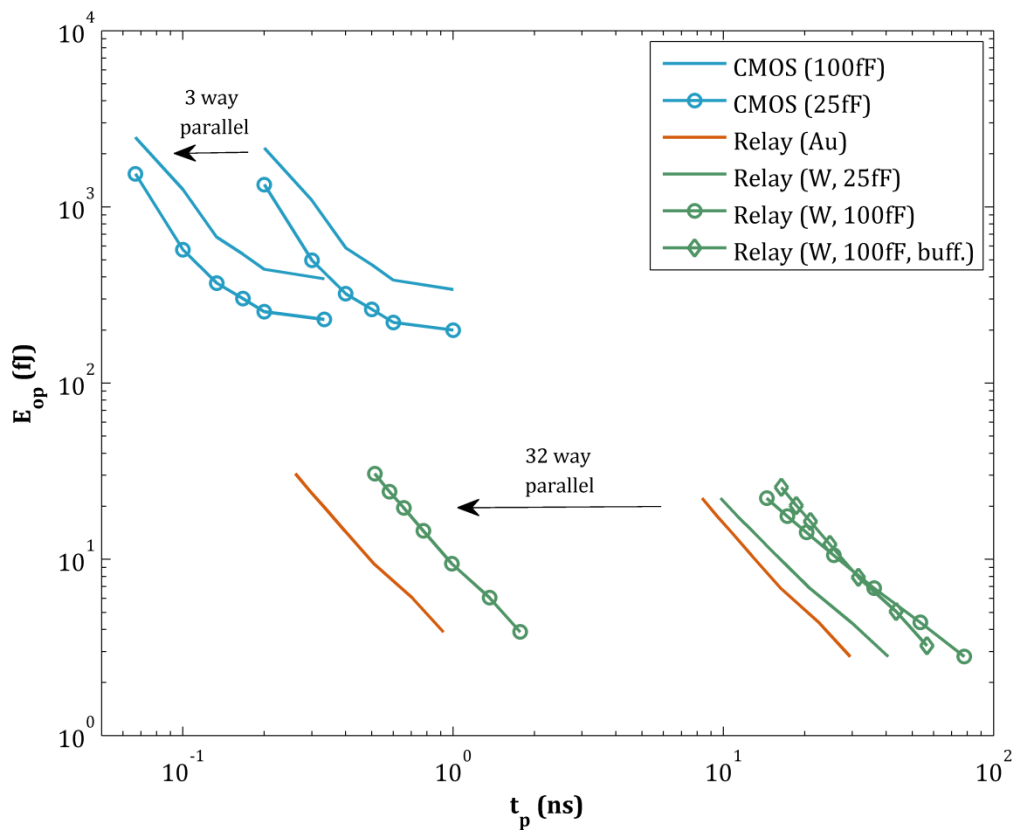 10^4
10^3
10^2
10^1
10^0
E_op (fJ)
3 way
parallel
CMOS (100fF)
CMOS (25fF)
Relay (Au)
Relay (W, 25fF)
Relay (W, 100fF)
Relay (W, 100fF, buff.)
32 way
parallel
10^-1
10^0
10^1
10^2
t_p (ns)